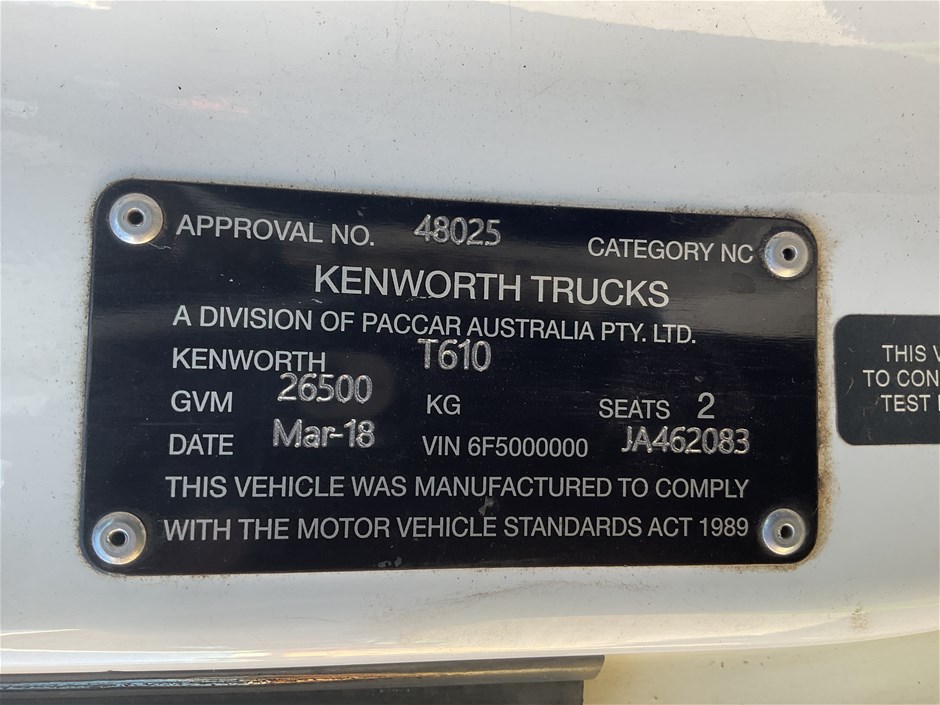 APPROVAL NO. 48025 CATEGORY NC
KENWORTH TRUCKS
A DIVISION OF PACCAR AUSTRALIA PTY. LTD.
KENWORTH T610
GVM 26500 KG SEATS 2
DATE Mar-18 VIN 6F5000000 JA462083
THIS VEHICLE WAS MANUFACTURED TO COMPLY
WITH THE MOTOR VEHICLE STANDARDS ACT 1989
THIS
TO
TEST